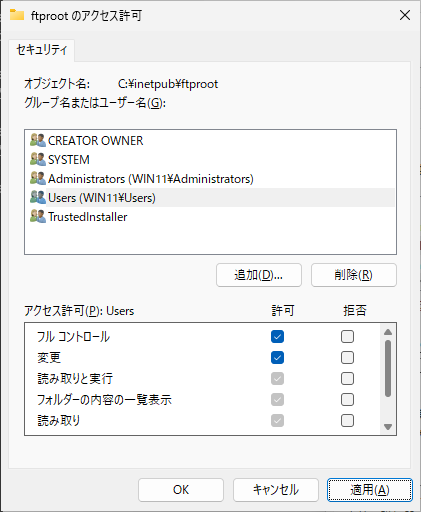 ftproot のアクセス許可
セキュリティ
オブジェクト名: C:¥inetpub¥ftproot
グループ名またはユーザー名(G):
CREATOR OWNER
SYSTEM
Administrators (WIN11¥Administrators)
Users (WIN11¥Users)
TrustedInstaller
追加(D)... 削除(R)
アクセス許可(P): Users 許可 拒否
フル コントロール
変更
読み取りと実行
フォルダーの内容の一覧表示
読み取り
OK キャンセル 適用(A)